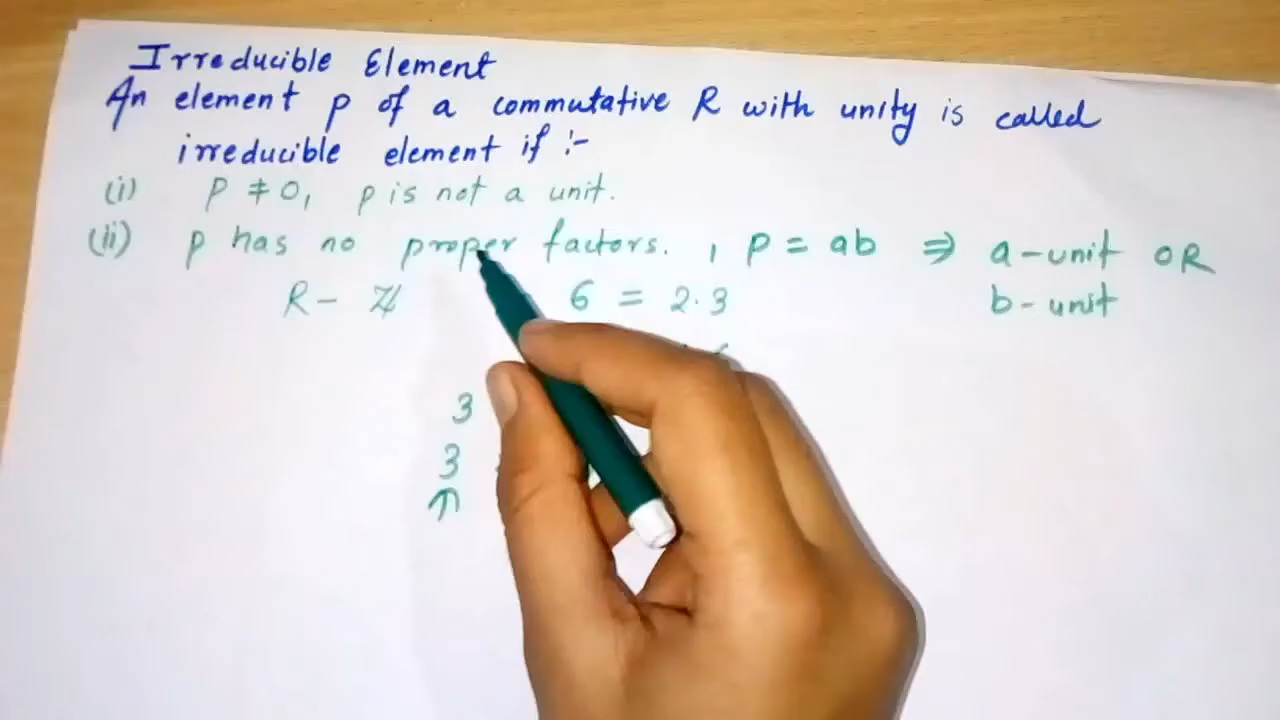 Irreducible Element
An element p of a commutative R with unity is called
irreducible element if :-
(i) p ≠ 0, p is not a unit.
(ii) p has no proper factors. , p = ab ⇒ a - unit OR
R - ℤ 6 = 2.3 b - unit
3
3
↑